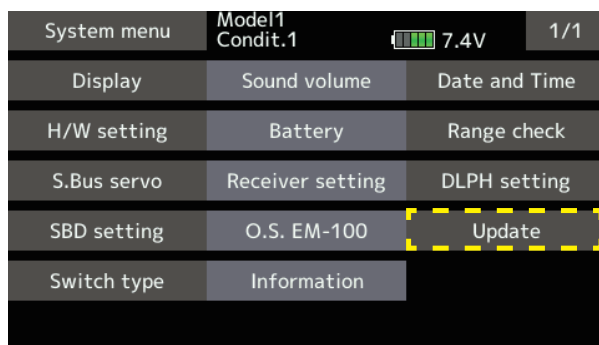 System menu
Model1
Condit.1
7.4V
1/1
Display
Sound volume
Date and Time
H/W setting
Battery
Range check
S.Bus servo
Receiver setting
DLPH setting
SBD setting
O.S. EM-100
Update
Switch type
Information